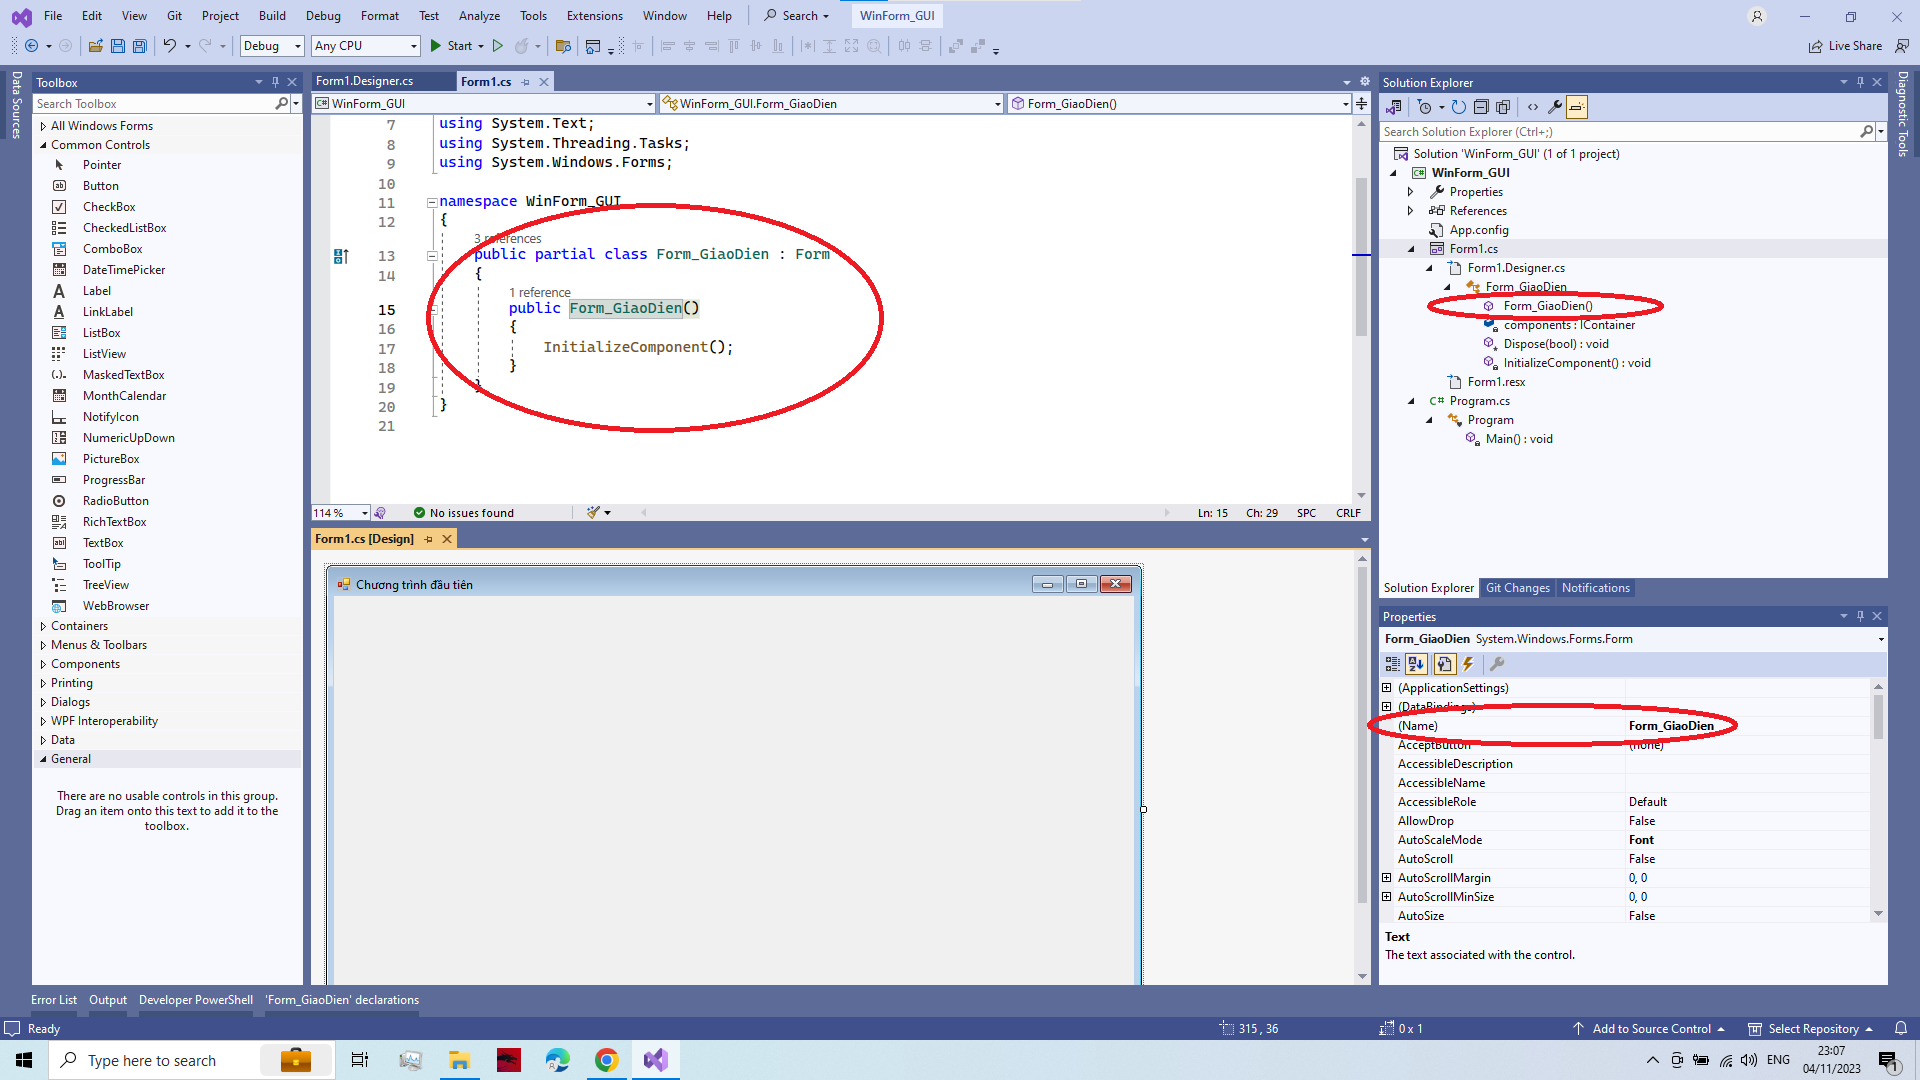 File Edit View Git Project Build Debug Format Test Analyze Tools Extensions Window Help Search WinForm_GUI
Debug Any CPU Start Live Share
Data Sources
Toolbox
Search Toolbox
All Windows Forms
Common Controls
Pointer
Button
CheckBox
CheckedListBox
ComboBox
DateTimePicker
Label
LinkLabel
ListBox
ListView
MaskedTextBox
MonthCalendar
NotifyIcon
NumericUpDown
PictureBox
ProgressBar
RadioButton
RichTextBox
TextBox
ToolTip
TreeView
WebBrowser
Containers
Menus & Toolbars
Components
Printing
Dialogs
WPF Interoperability
Data
General
There are no usable controls in this group.
Drag an item onto this text to add it to the
toolbox.
Form1.Designer.cs Form1.cs
WinForm_GUI WinForm_GUI.Form_GiaoDien Form_GiaoDien()
7 using System.Text;
8 using System.Threading.Tasks;
9 using System.Windows.Forms;
10
11 namespace WinForm_GUI
12 {
3 references
13 public partial class Form_GiaoDien : Form
14 {
1 reference
15 public Form_GiaoDien()
16 {
17 InitializeComponent();
18 }
19 }
20 }
21
114 % No issues found Ln: 15 Ch: 29 SPC CRLF
Form1.cs [Design]
Chương trình đầu tiên
Solution Explorer
Search Solution Explorer (Ctrl+;)
Solution 'WinForm_GUI' (1 of 1 project)
WinForm_GUI
Properties
References
App.config
Form1.cs
Form1.Designer.cs
Form_GiaoDien
Form_GiaoDien()
components : IContainer
Dispose(bool) : void
InitializeComponent() : void
Form1.resx
Program.cs
Program
Main() : void
Solution Explorer Git Changes Notifications
Properties
Form_GiaoDien System.Windows.Forms.Form
(ApplicationSettings)
(DataBindings)
(Name) Form_GiaoDien
AcceptButton (none)
AccessibleDescription
AccessibleName
AccessibleRole Default
AllowDrop False
AutoScaleMode Font
AutoScroll False
AutoScrollMargin 0, 0
AutoScrollMinSize 0, 0
AutoSize False
Text
The text associated with the control.
Diagnostic Tools
Error List Output Developer PowerShell 'Form_GiaoDien' declarations
Ready 315 , 36 0 x 1 Add to Source Control Select Repository
Type here to search ENG 23:07
04/11/2023 1